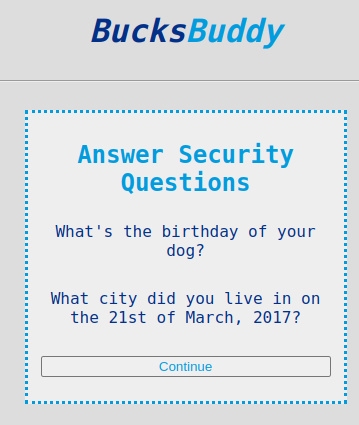 BucksBuddy
Answer Security
Questions
What's the birthday of your
dog?
What city did you live in on
the 21st of March, 2017?
Continue